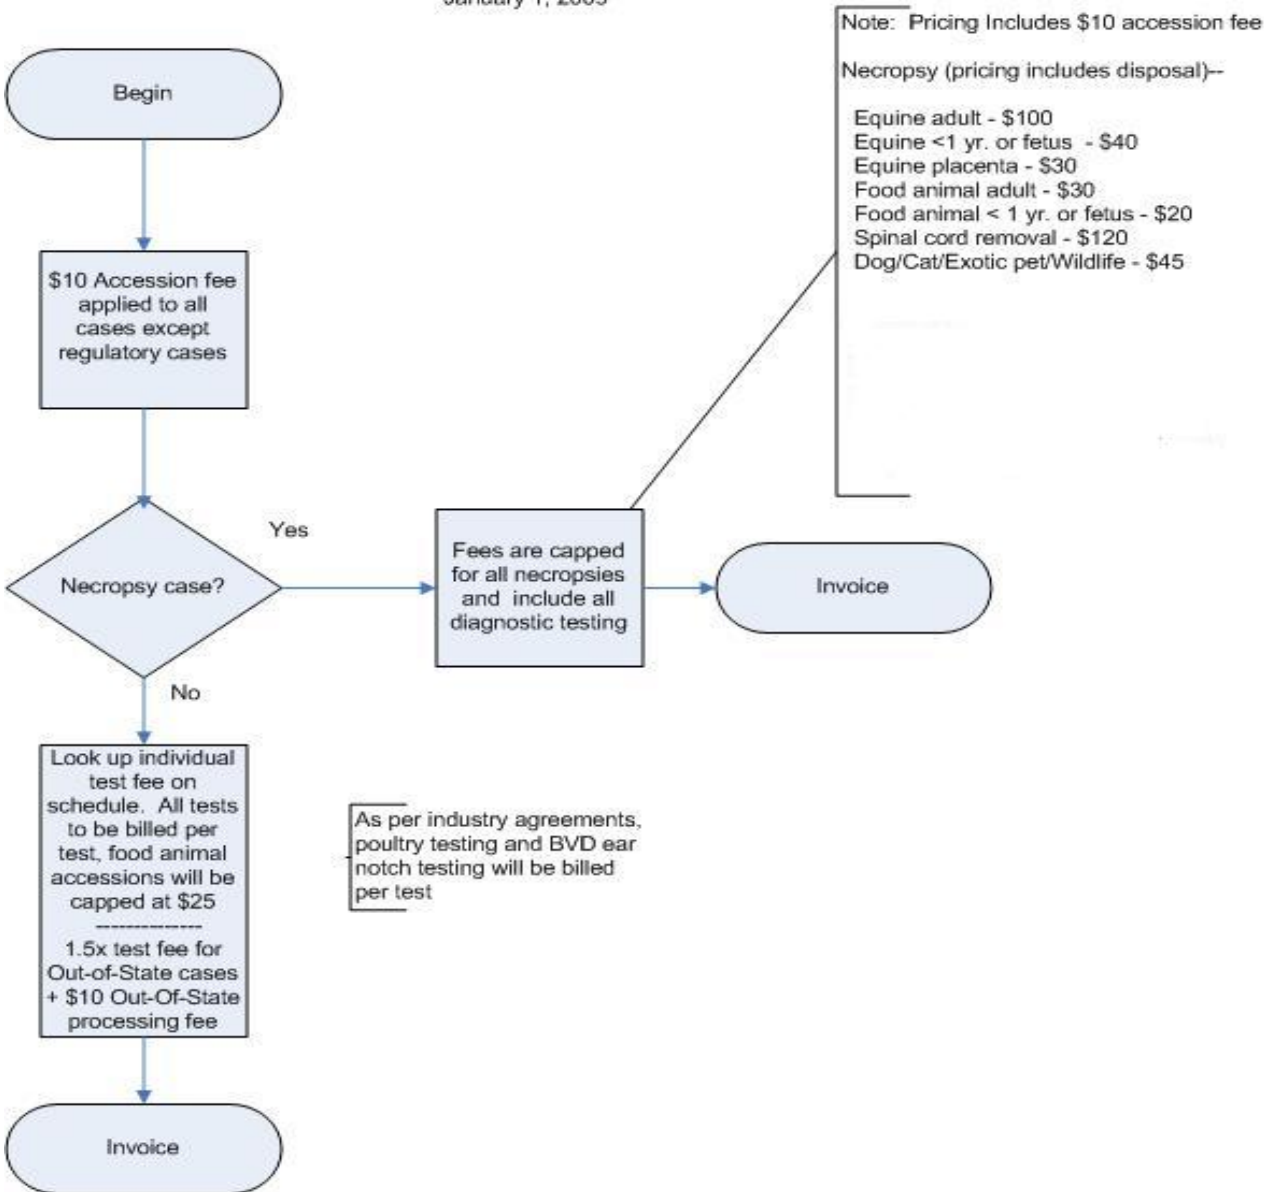 January 1, 2009
Note: Pricing Includes $10 accession fee
Necropsy (pricing includes disposal)--
Equine adult - $100
Equine <1 yr. or fetus - $40
Equine placenta - $30
Food animal adult - $30
Food animal < 1 yr. or fetus - $20
Spinal cord removal - $120
Dog/Cat/Exotic pet/Wildlife - $45
Begin
$10 Accession fee
applied to all
cases except
regulatory cases
Necropsy case?
Yes
Fees are capped
for all necropsies
and include all
diagnostic testing
Invoice
No
Look up individual
test fee on
schedule. All tests
to be billed per
test, food animal
accessions will be
capped at $25
--------------
1.5x test fee for
Out-of-State cases
+ $10 Out-Of-State
processing fee
As per industry agreements,
poultry testing and BVD ear
notch testing will be billed
per test
Invoice